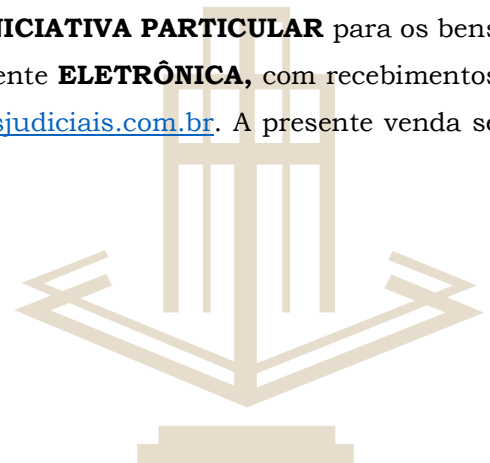 NICIATIVA PARTICULAR para os bens
ente ELETRÔNICA, com recebimentos
sjudiciais.com.br. A presente venda se